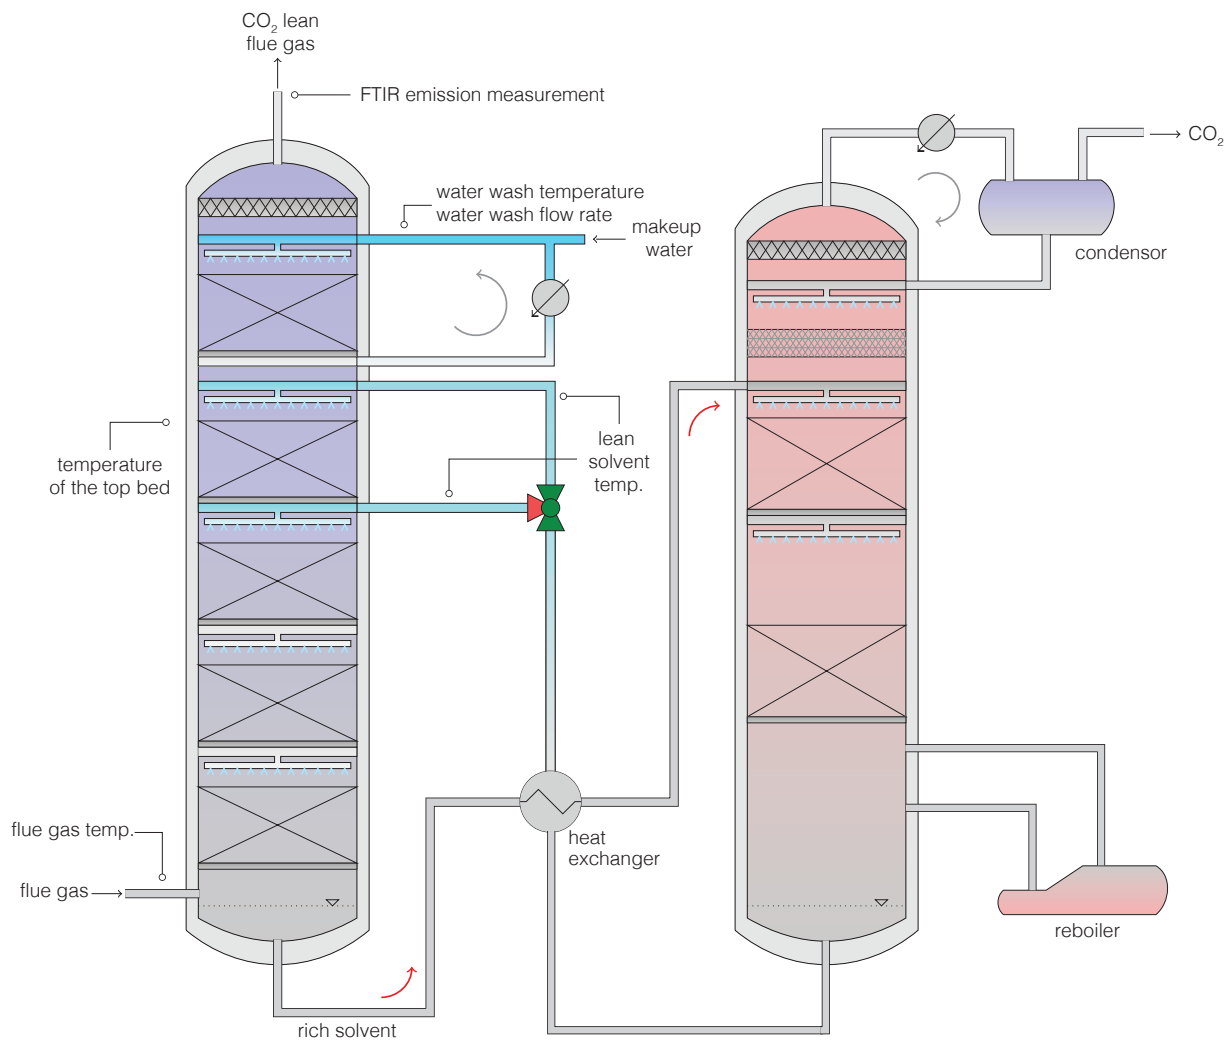 CO₂ lean
flue gas
FTIR emission measurement
CO₂
water wash temperature
water wash flow rate
makeup
water
condensor
lean
solvent
temp.
temperature
of the top bed
flue gas temp.
heat
exchanger
flue gas
reboiler
rich solvent